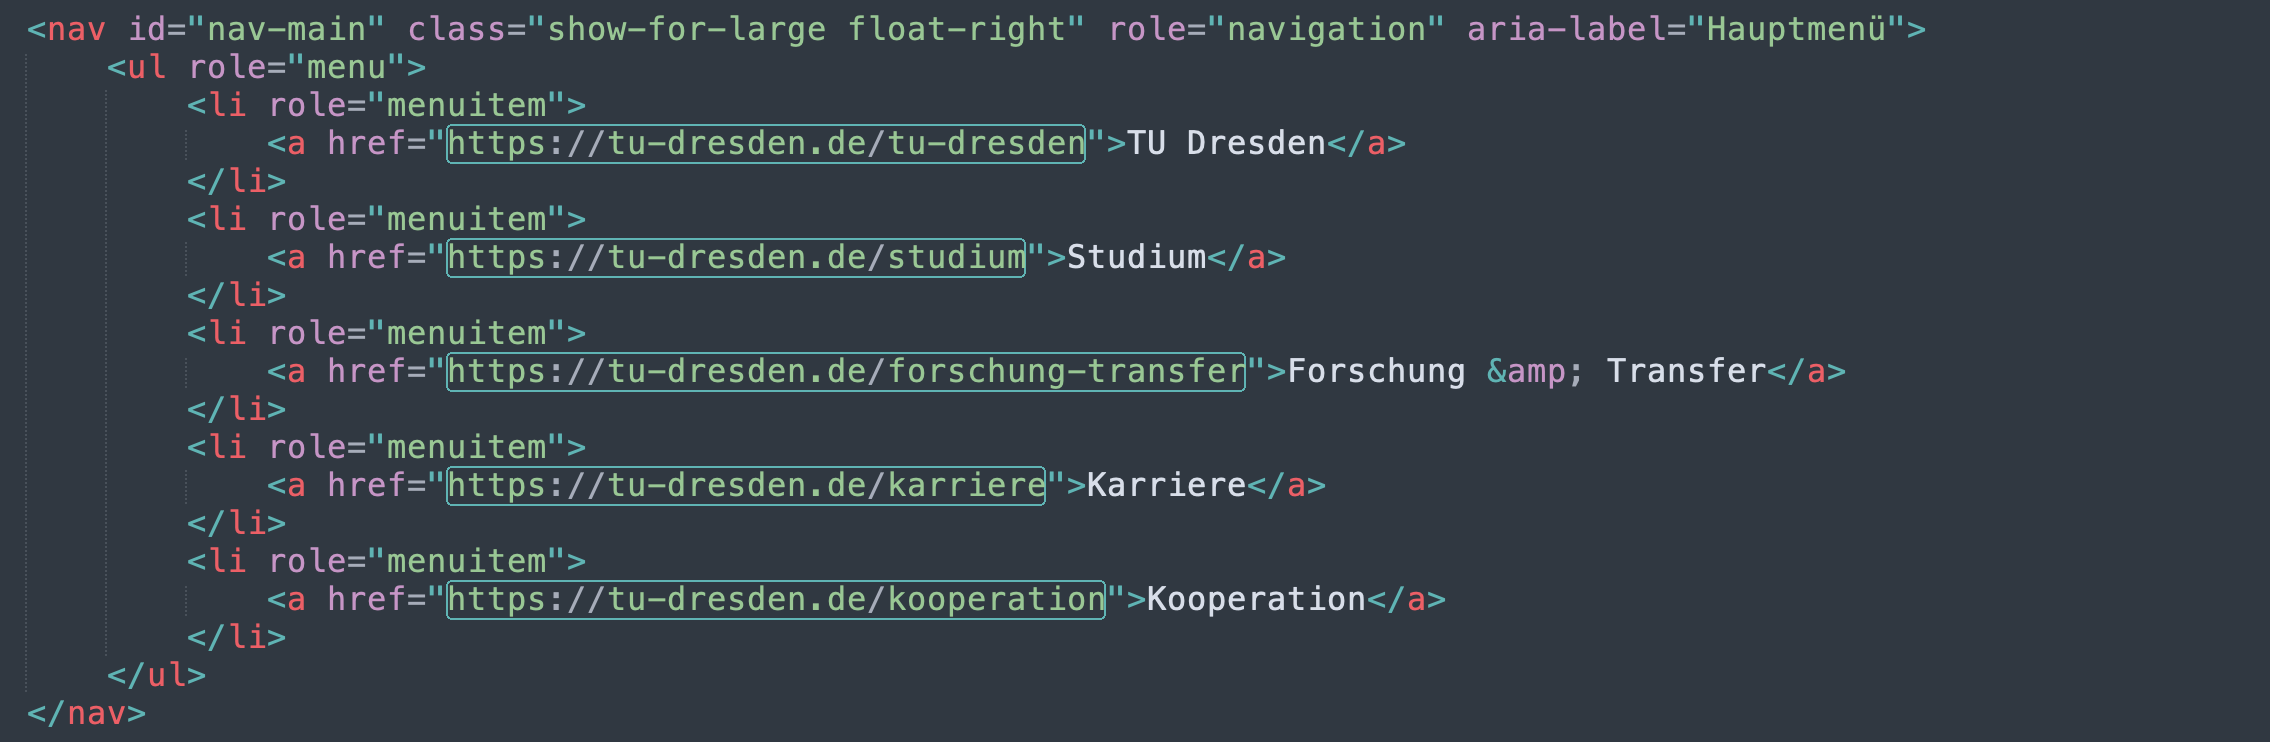 <nav id="nav-main" class="show-for-large float-right" role="navigation" aria-label="Hauptmenü">
<ul role="menu">
<li role="menuitem">
<a href="https://tu-dresden.de/tu-dresden">TU Dresden</a>
</li>
<li role="menuitem">
<a href="https://tu-dresden.de/studium">Studium</a>
</li>
<li role="menuitem">
<a href="https://tu-dresden.de/forschung-transfer">Forschung &amp; Transfer</a>
</li>
<li role="menuitem">
<a href="https://tu-dresden.de/karriere">Karriere</a>
</li>
<li role="menuitem">
<a href="https://tu-dresden.de/kooperation">Kooperation</a>
</li>
</ul>
</nav>